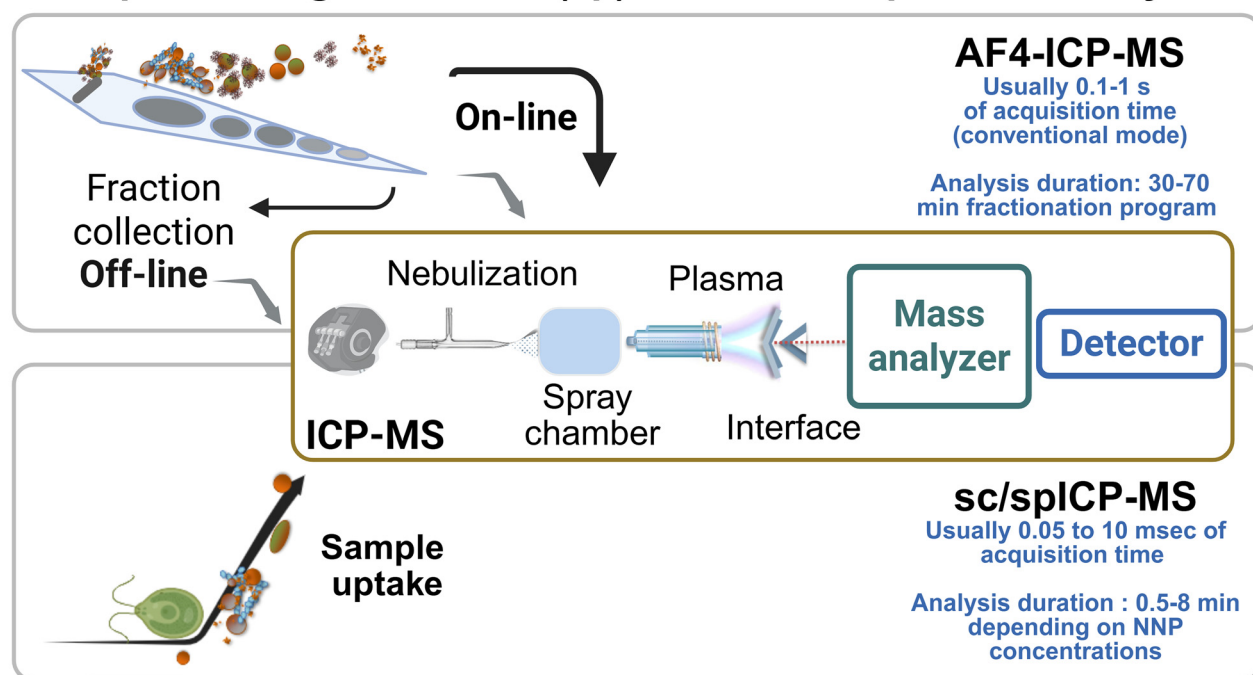 AF4-ICP-MS
Usually 0.1-1 s
of acquisition time
(conventional mode)
Analysis duration: 30-70
min fractionation program
On-line
Fraction
collection
Off-line
Nebulization
Plasma
Mass
analyzer
Detector
Spray
chamber
Interface
ICP-MS
Sample
uptake
sc/spICP-MS
Usually 0.05 to 10 msec of
acquisition time
Analysis duration : 0.5-8 min
depending on NNP
concentrations